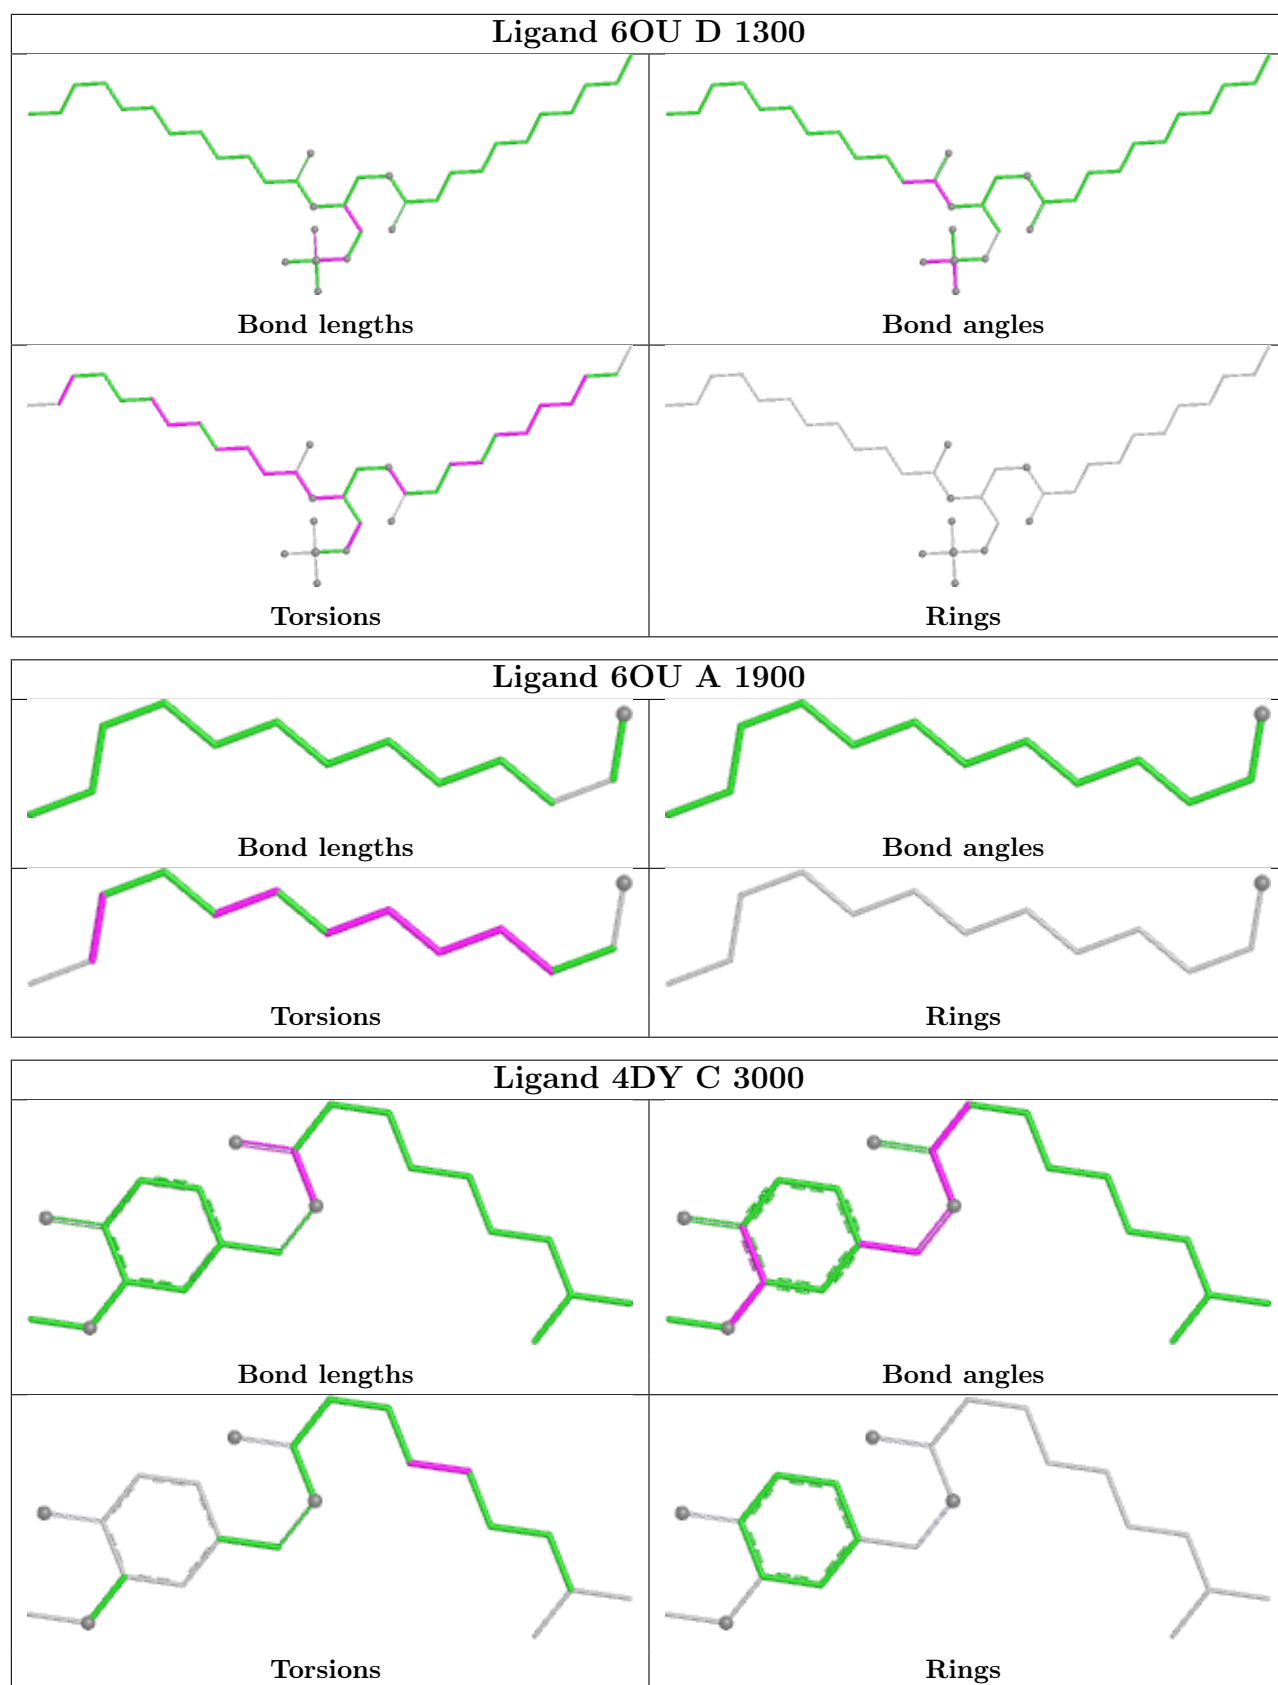 Ligand 6OU D 1300
Bond lengths
Bond angles
Torsions
Rings
Ligand 6OU A 1900
Bond lengths
Bond angles
Torsions
Rings
Ligand 4DY C 3000
Bond lengths
Bond angles
Torsions
Rings